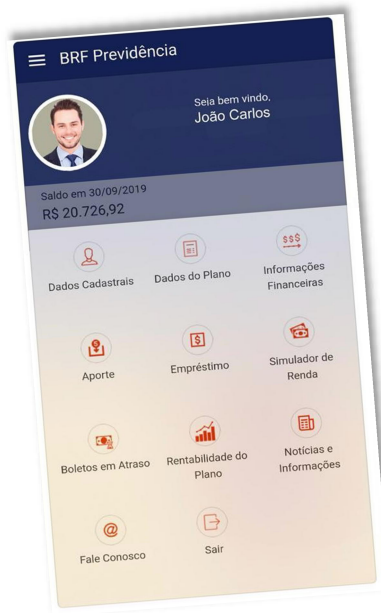 BRF Previdência
Seja bem vindo,
João Carlos
Saldo em 30/09/2019
R$ 20.726,92
Dados Cadastrais
Dados do Plano
$$$
Informações
Financeiras
Aporte
Empréstimo
Simulador de
Renda
Boletos em Atraso
Rentabilidade do
Plano
Notícias e
Informações
@
Fale Conosco
Sair